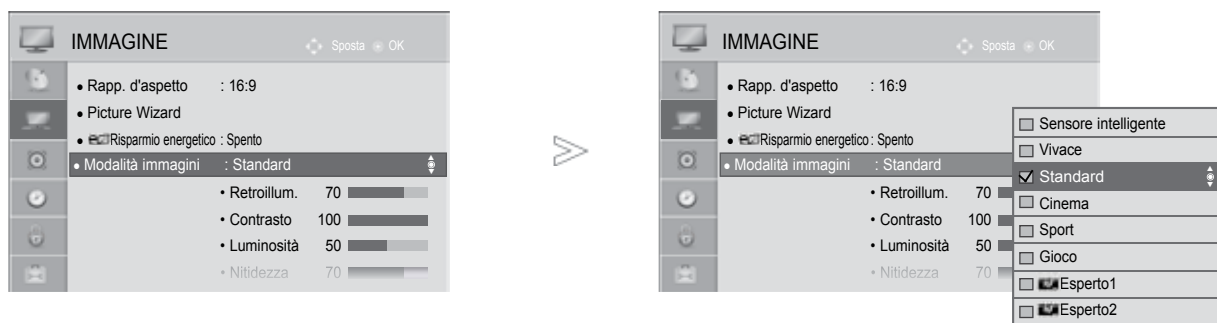 IMMAGINE
Sposta OK
• Rapp. d'aspetto : 16:9
• Picture Wizard
• Risparmio energetico : Spento
• Modalità immagini : Standard
• Retroillum. 70
• Contrasto 100
• Luminosità 50
• Nitidezza 70
>
IMMAGINE
Sposta OK
• Rapp. d'aspetto : 16:9
• Picture Wizard
• Risparmio energetico : Spento
• Modalità immagini : Standard
• Retroillum. 70
• Contrasto 100
• Luminosità 50
• Nitidezza 70
Sensore intelligente
Vivace
Standard
Cinema
Sport
Gioco
Esperto1
Esperto2